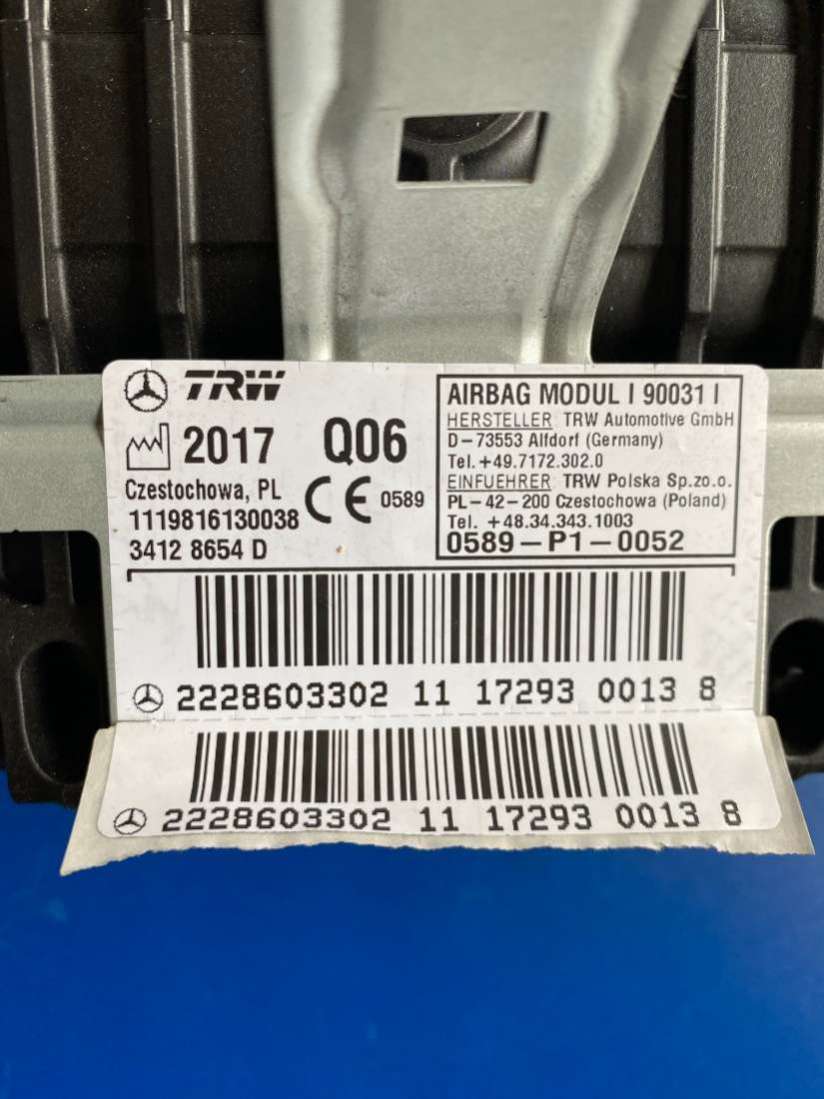 TRW
2017 Q06
Czestochowa, PL
CE 0589
1119816130038
3412 8654 D
AIRBAG MODUL I 90031 I
HERSTELLER TRW Automotive GmbH
D-73553 Alfdorf (Germany)
Tel. +49.7172.302.0
EINFUEHRER TRW Polska Sp.zo.o.
PL-42-200 Czestochowa (Poland)
Tel. +48.34.343.1003
0589-P1-0052
2228603302 11 17293 0013 8
2228603302 11 17293 0013 8